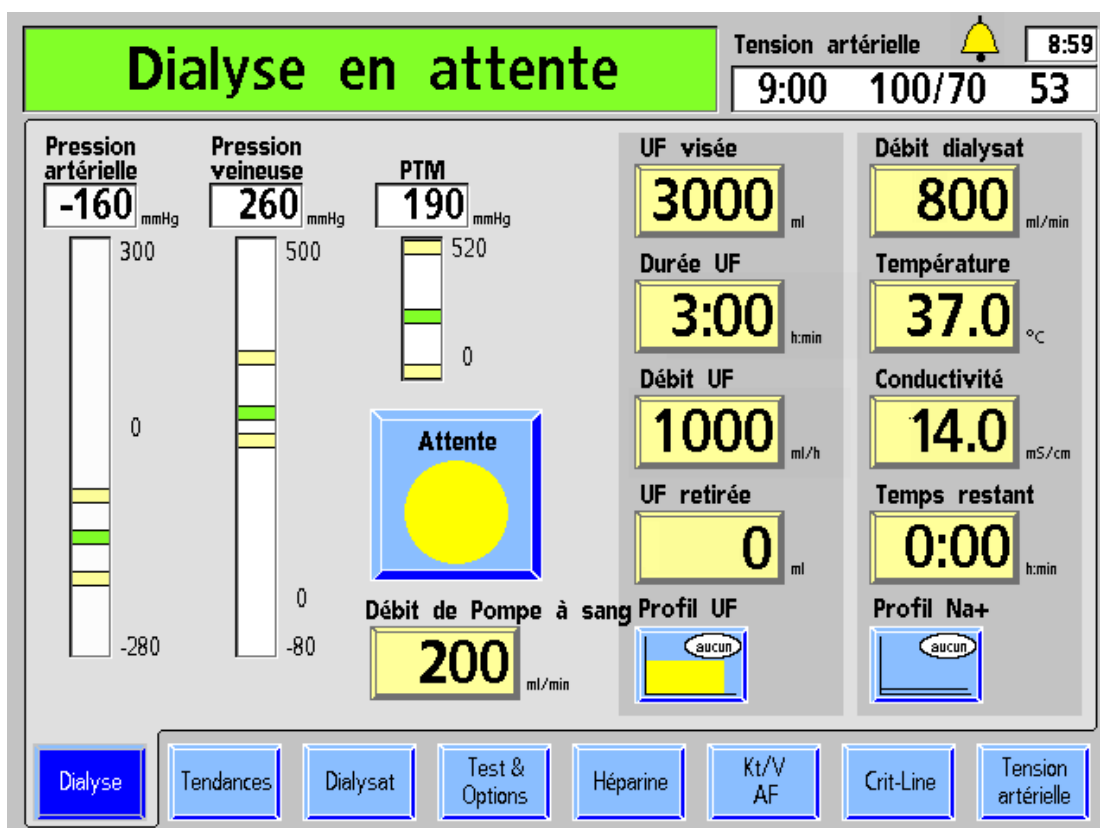 Dialyse en attente
Tension artérielle
8:59
9:00 100/70 53
Pression
artérielle
-160 mmHg
300
0
-280
Pression
veineuse
260 mmHg
500
0
-80
PTM
190 mmHg
520
0
Attente
Débit de Pompe à sang
200 ml/min
UF visée
3000 ml
Durée UF
3:00 h:min
Débit UF
1000 ml/h
UF retirée
0 ml
Profil UF
aucun
Débit dialysat
800 ml/min
Température
37.0 °C
Conductivité
14.0 mS/cm
Temps restant
0:00 h:min
Profil Na+
aucun
Dialyse
Tendances
Dialysat
Test &
Options
Héparine
Kt/V
AF
Crit-Line
Tension
artérielle